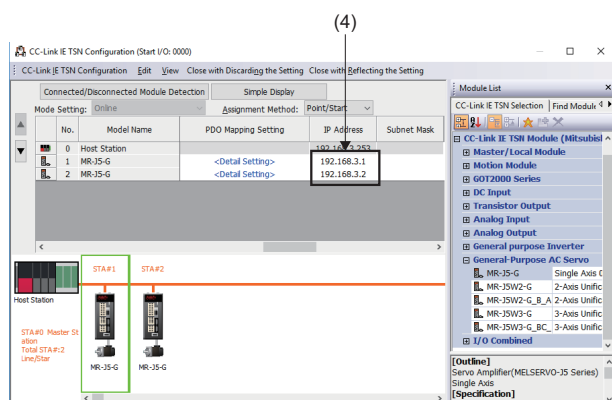 (4)
CC-Link IE TSN Configuration (Start I/O: 0000)
CC-Link IE TSN Configuration Edit View Close with Discarding the Setting Close with Reflecting the Setting
Connected/Disconnected Module Detection Simple Display
Mode Setting: Online Assignment Method: Point/Start
No. Model Name PDO Mapping Setting IP Address Subnet Mask
0 Host Station 192.168.3.253
1 MR-J5-G <Detail Setting> 192.168.3.1
2 MR-J5-G <Detail Setting> 192.168.3.2
STA#1 STA#2
Host Station
STA#0 Master St
ation
Total STA#:2
Line/Star
MR-J5-G MR-J5-G
Module List
CC-Link IE TSN Selection Find Module
CC-Link IE TSN Module (Mitsubish
Master/Local Module
Motion Module
GOT2000 Series
DC Input
Transistor Output
Analog Input
Analog Output
General purpose Inverter
General-Purpose AC Servo
MR-J5-G Single Axis
MR-J5W2-G 2-Axis Unific
MR-J5W2-G_B_A 2-Axis Unific
MR-J5W3-G 3-Axis Unific
MR-J5W3-G_BC_ 3-Axis Unific
I/O Combined
[Outline]
Servo Amplifier(MELSERVO-J5 Series)
Single Axis
[Specification]